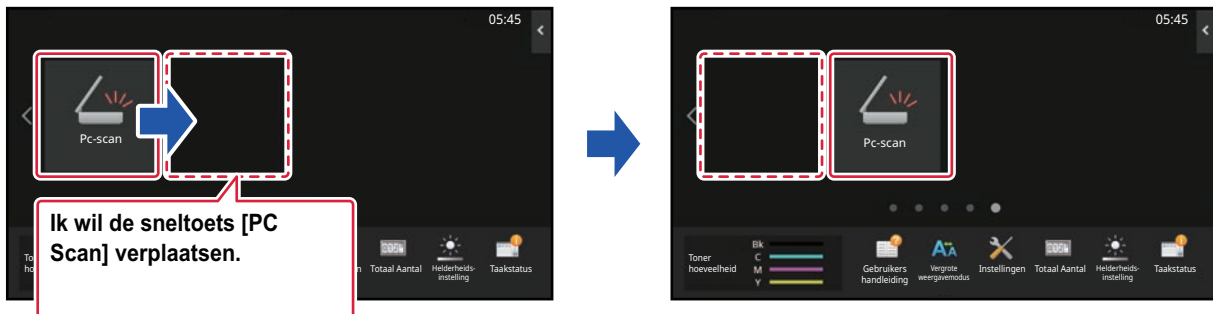 05:45
Pc-scan
Ik wil de sneltoets [PC
Scan] verplaatsen.
Totaal Aantal
Helderheids-
instelling
Taakstatus
05:45
Pc-scan
Toner
hoeveelheid
Bk
C
M
Y
Gebruikers
handleiding
Vergrote
weergavemodus
Instellingen
Totaal Aantal
Helderheids-
instelling
Taakstatus